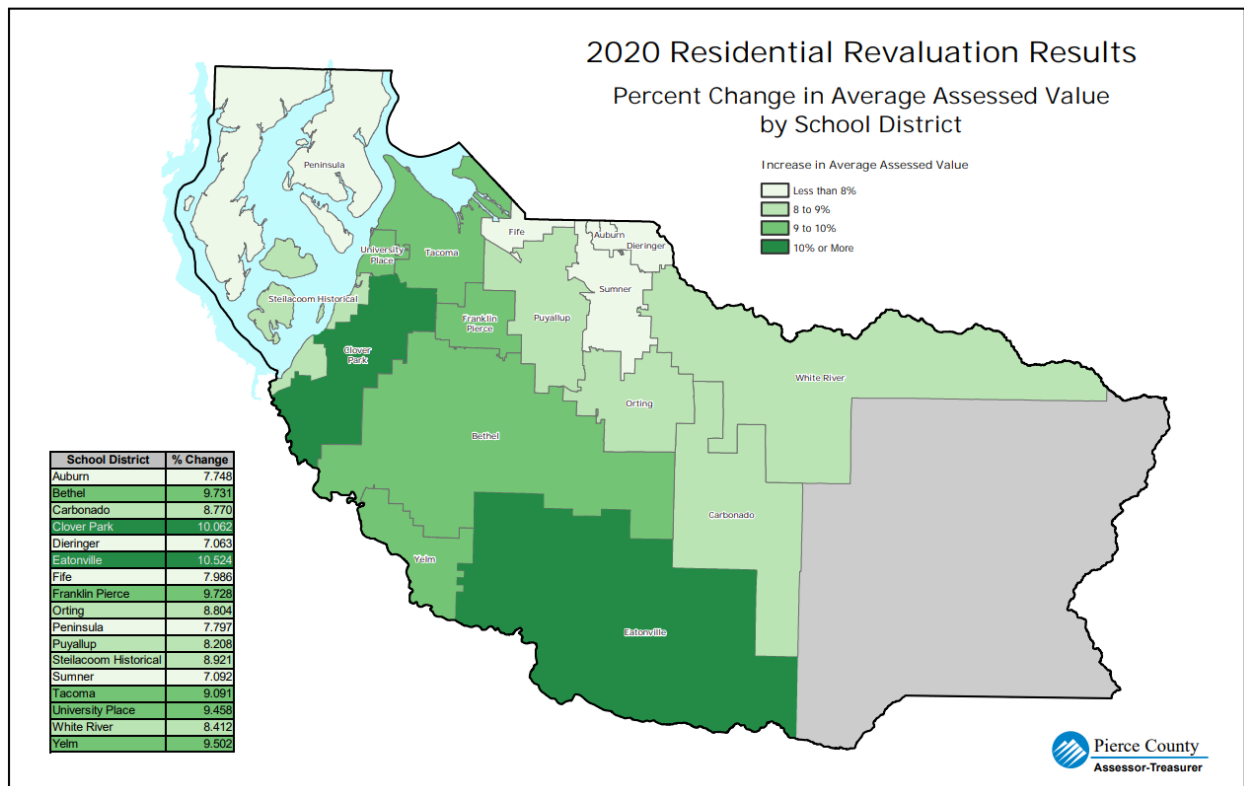 2020 Residential Revaluation Results
Percent Change in Average Assessed Value
by School District
Increase in Average Assessed Value
Less than 8%
8 to 9%
9 to 10%
10% or More
Peninsula
Fife
Auburn
Dieringer
University
Place
Tacoma
Sumner
Steilacoom Historical
Franklin
Pierce
Puyallup
Clover
Park
White River
Orting
Bethel
Carbonado
Yelm
Eatonville
School District % Change
Auburn 7.748
Bethel 9.731
Carbonado 8.770
Clover Park 10.062
Dieringer 7.063
Eatonville 10.524
Fife 7.986
Franklin Pierce 9.728
Orting 8.804
Peninsula 7.797
Puyallup 8.208
Steilacoom Historical 8.921
Sumner 7.092
Tacoma 9.091
University Place 9.458
White River 8.412
Yelm 9.502
Pierce County
Assessor-Treasurer